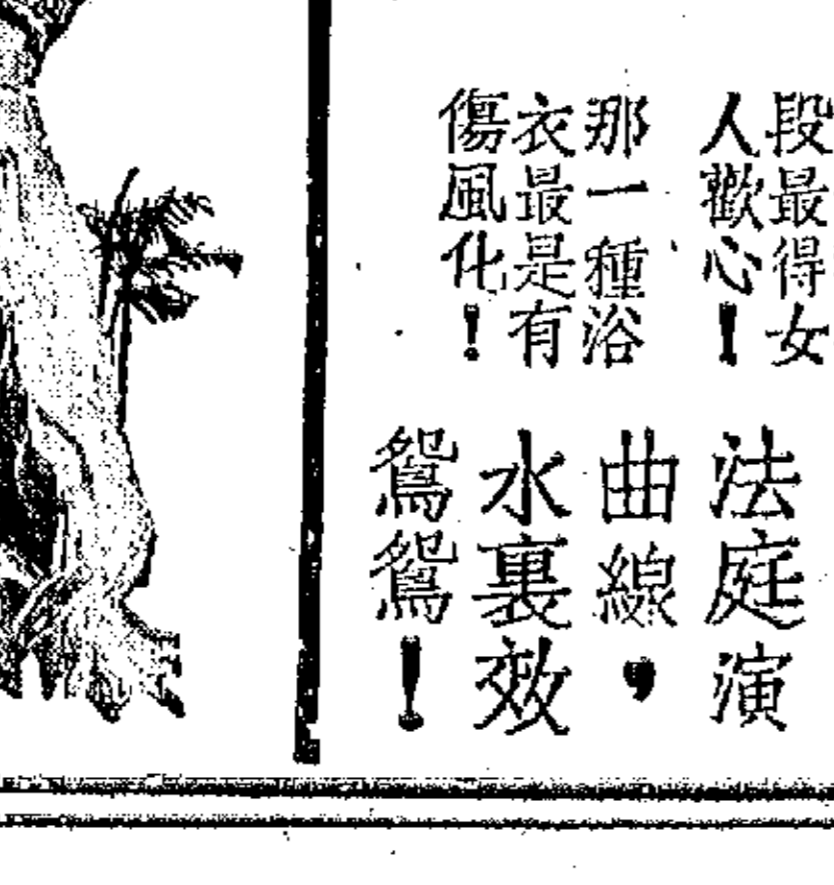 段最得女
人歡心！
那一種浴
衣最是有
傷風化！
法庭演
曲線，
水裏效
鴛鴛！